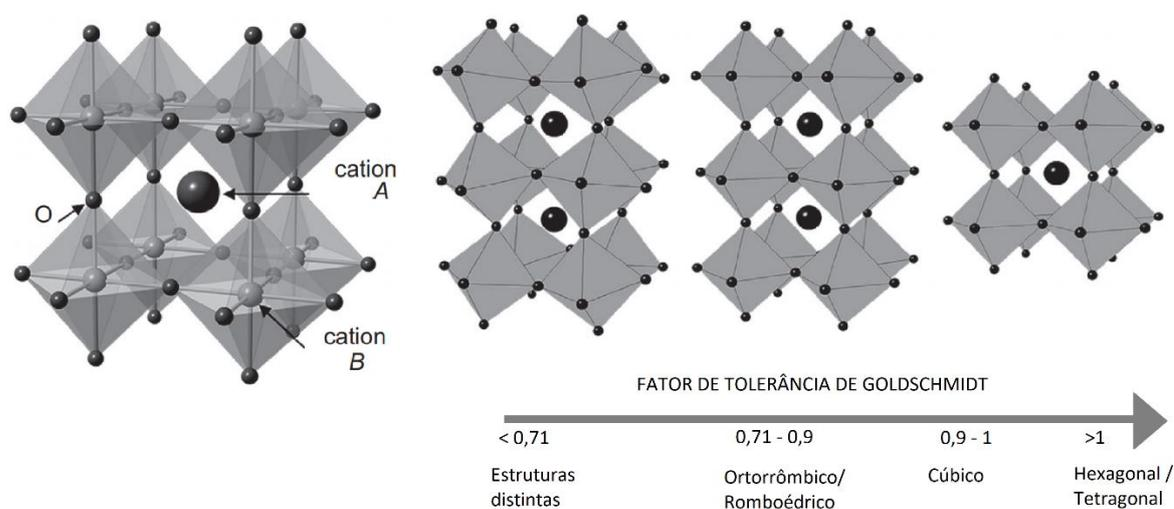 cation
A
O
cation
B
FATOR DE TOLERÂNCIA DE GOLDSCHMIDT
< 0,71
0,71 - 0,9
0,9 - 1
>1
Estruturas
distintas
Ortorrômbico/
Romboédrico
Cúbico
Hexagonal /
Tetragonal